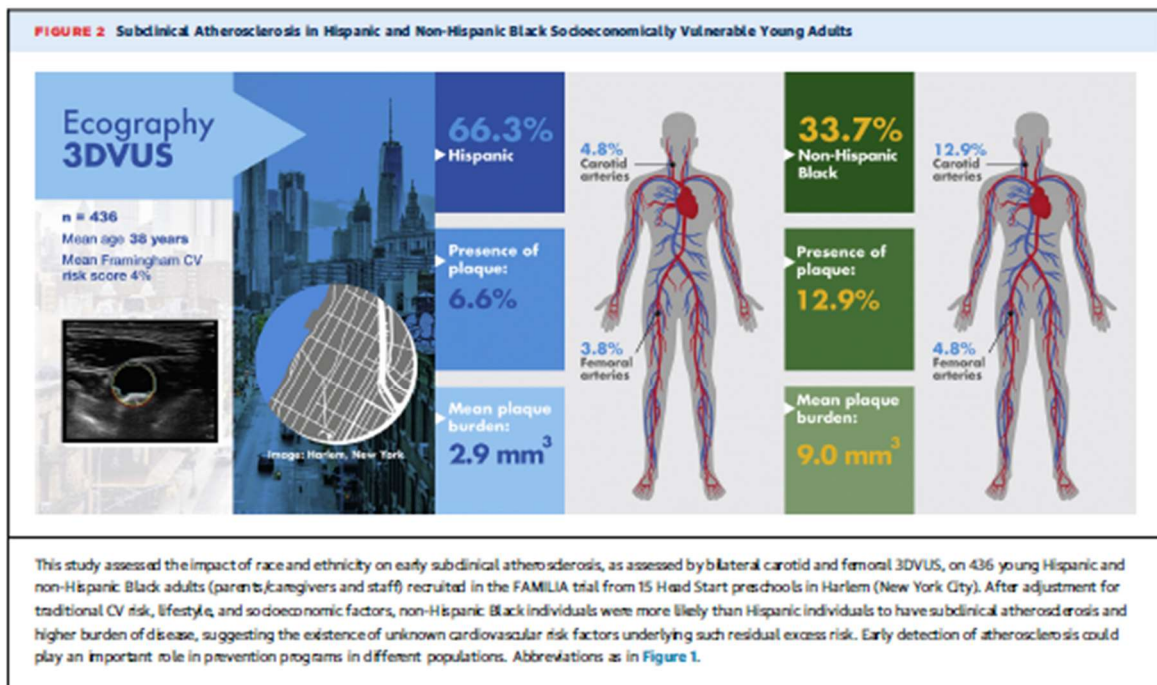 FIGURE 2 Subclinical Atherosclerosis in Hispanic and Non-Hispanic Black Socioeconomically Vulnerable Young Adults
Ecography
3DVUS
n = 436
Mean age 38 years
Mean Framingham CV
risk score 4%
Image: Harlem, New York
66.3%
Hispanic
Presence of
plaque:
6.6%
Mean plaque
burden:
2.9 mm³
4.8%
Carotid
arteries
3.8%
Femoral
arteries
33.7%
Non-Hispanic
Black
Presence of
plaque:
12.9%
Mean plaque
burden:
9.0 mm³
12.9%
Carotid
arteries
4.8%
Femoral
arteries
This study assessed the impact of race and ethnicity on early subclinical atherosclerosis, as assessed by bilateral carotid and femoral 3DVUS, on 436 young Hispanic and
non-Hispanic Black adults (parents/caregivers and staff) recruited in the FAMILIA trial from 15 Head Start preschools in Harlem (New York City). After adjustment for
traditional CV risk, lifestyle, and socioeconomic factors, non-Hispanic Black individuals were more likely than Hispanic individuals to have subclinical atherosclerosis and
higher burden of disease, suggesting the existence of unknown cardiovascular risk factors underlying such residual excess risk. Early detection of atherosclerosis could
play an important role in prevention programs in different populations. Abbreviations as in Figure 1.